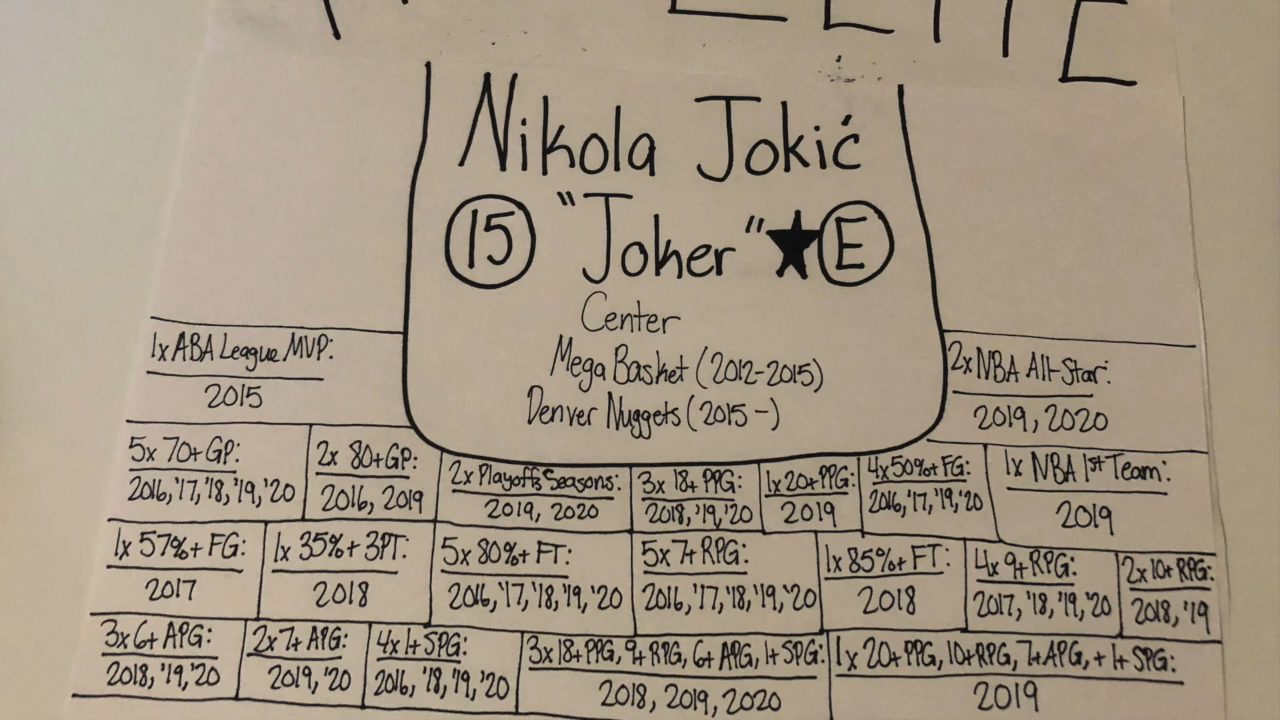 ELITE
Nikola Jokić
15 "Joker" ★ E
Center
Mega Basket (2012-2015)
Denver Nuggets (2015-)
1x ABA League MVP:
2015
2x NBA All-Star:
2019, 2020
5x 70+ GP:
2016, '17, '18, '19, '20
2x 80+ GP:
2016, 2019
2x Playoffs Seasons:
2019, 2020
3x 18+ PPG:
2018, '19, '20
1x 20+ PPG:
2019
4x 50%+ FG:
2016, '17, '19, '20
1x NBA 1st Team:
2019
1x 57%+ FG:
2017
1x 35%+ 3PT:
2018
5x 80%+ FT:
2016, '17, '18, '19, '20
5x 7+ RPG:
2016, '17, '18, '19, '20
1x 85%+ FT:
2018
4x 9+ RPG:
2017, '18, '19, '20
2x 10+ RPG:
2018, '19
3x 6+ APG:
2018, '19, '20
2x 7+ APG:
2019, '20
4x 1+ SPG:
2016, '18, '19, '20
3x 18+ PPG, 9+ RPG, 6+ APG, 1+ SPG:
2018, 2019, 2020
1x 20+ PPG, 10+ RPG, 7+ APG, + 1+ SPG:
2019